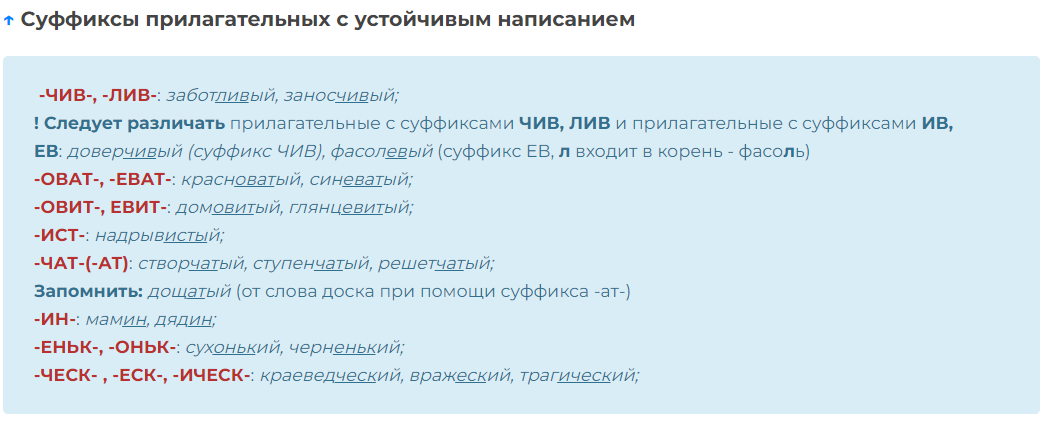 ↑ Суффиксы прилагательных с устойчивым написанием
-ЧИВ-, -ЛИВ-: заботливый, заносчивый;
! Следует различать прилагательные с суффиксами ЧИВ, ЛИВ и прилагательные с суффиксами ИВ,
ЕВ: доверчивый (суффикс ЧИВ), фасолевый (суффикс ЕВ, л входит в корень - фасоль)
-ОВАТ-, -ЕВАТ-: красноватый, синеватый;
-ОВИТ-, ЕВИТ-: домовитый, глянцевитый;
-ИСТ-: надрывистый;
-ЧАТ-(-АТ): створчатый, ступенчатый, решетчатый;
Запомнить: дощатый (от слова доска при помощи суффикса -ат-)
-ИН-: мамин, дядин;
-ЕНЬК-, -ОНЬК-: сухонький, черненький;
-ЧЕСК- , -ЕСК-, -ИЧЕСК-: краеведческий, вражеский, трагический;